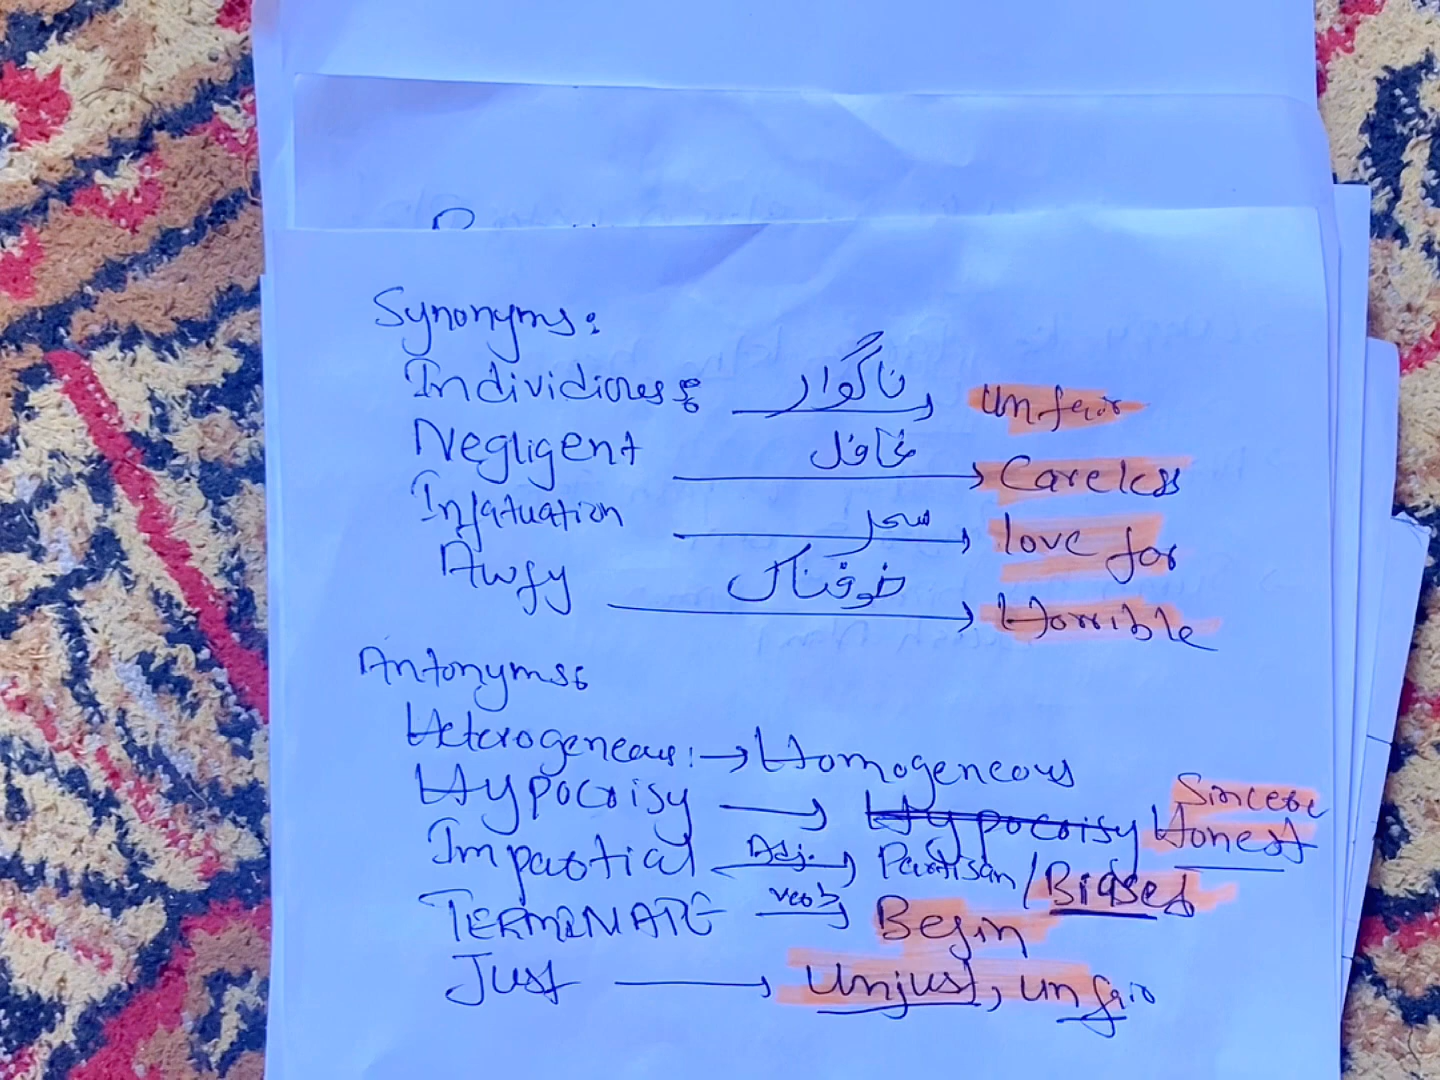 Synonyms:
Individiores: ناگوار → Unfair
Negligent غافل → Careless
Infatuation سحر → love for
Awfy خوفناک → Horrible
Antonyms:
Heterogeneous: → Homogeneous
Hypocrisy → Hypocrisy Honest Sincere
Impartial Adj. → Partisan / Biased
TERMINATE verb → Begin
Just → Unjust, unfair